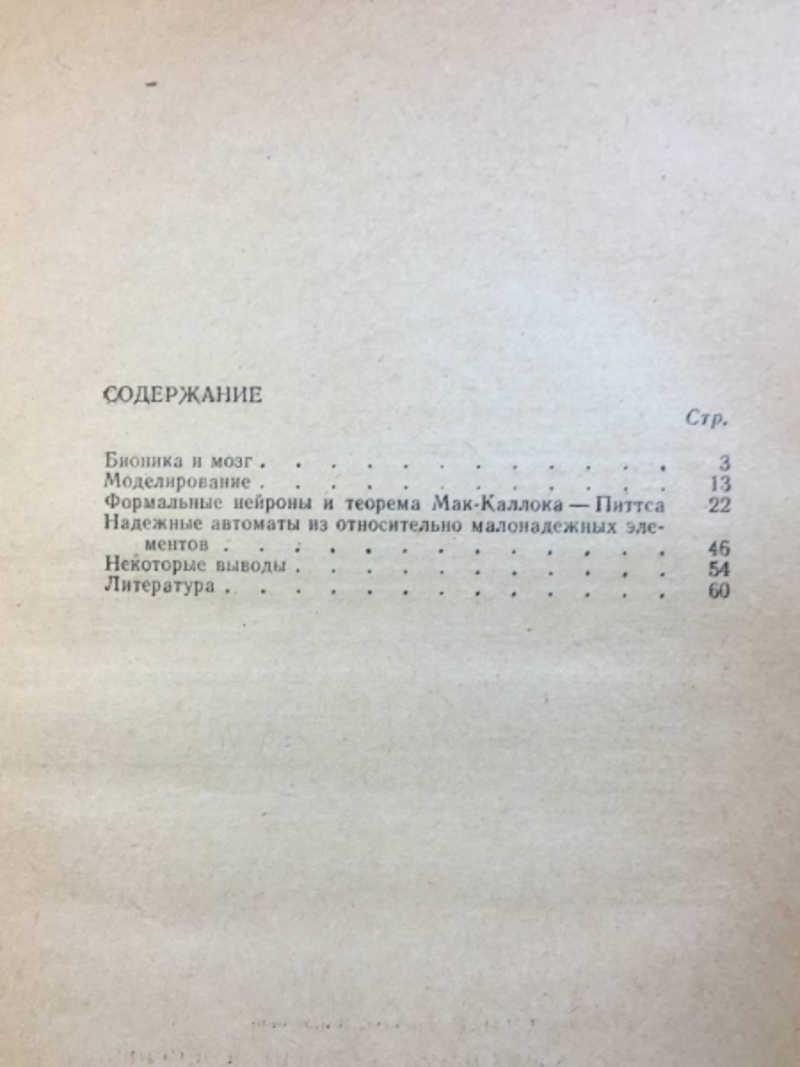 СОДЕРЖАНИЕ
Стр.
Бионика и мозг . . . . . . . . . . . . 3
Моделирование . . . . . . . . . . . . 13
Формальные нейроны и теорема Мак-Каллока — Питтса 22
Надежные автоматы из относительно малонадежных эле-
ментов . . . . . . . . . . . . . 46
Некоторые выводы . . . . . . . . . . . 54
Литература . . . . . . . . . . . . . 60